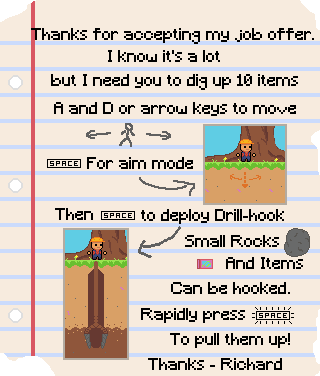 Thanks for accepting my job offer.
I know it's a lot
but I need you to dig up 10 items
A and D or arrow keys to move
SPACE For aim mode
Then SPACE to deploy Drill-hook
Small Rocks
And Items
Can be hooked.
Rapidly press SPACE
To pull them up!
Thanks - Richard